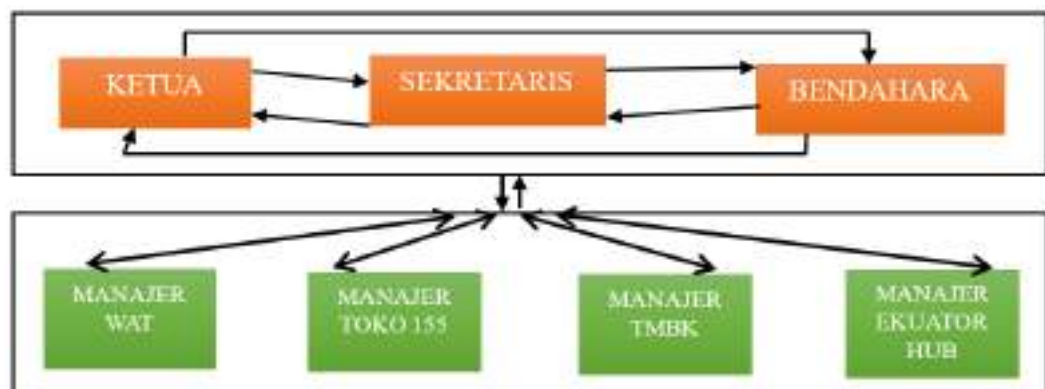 KETUA
SEKRETARIS
BENDAHARA
MANAJER
WAT
MANAJER
TOKO 155
MANAJER
TMBK
MANAJER
EKUATOR
HUB